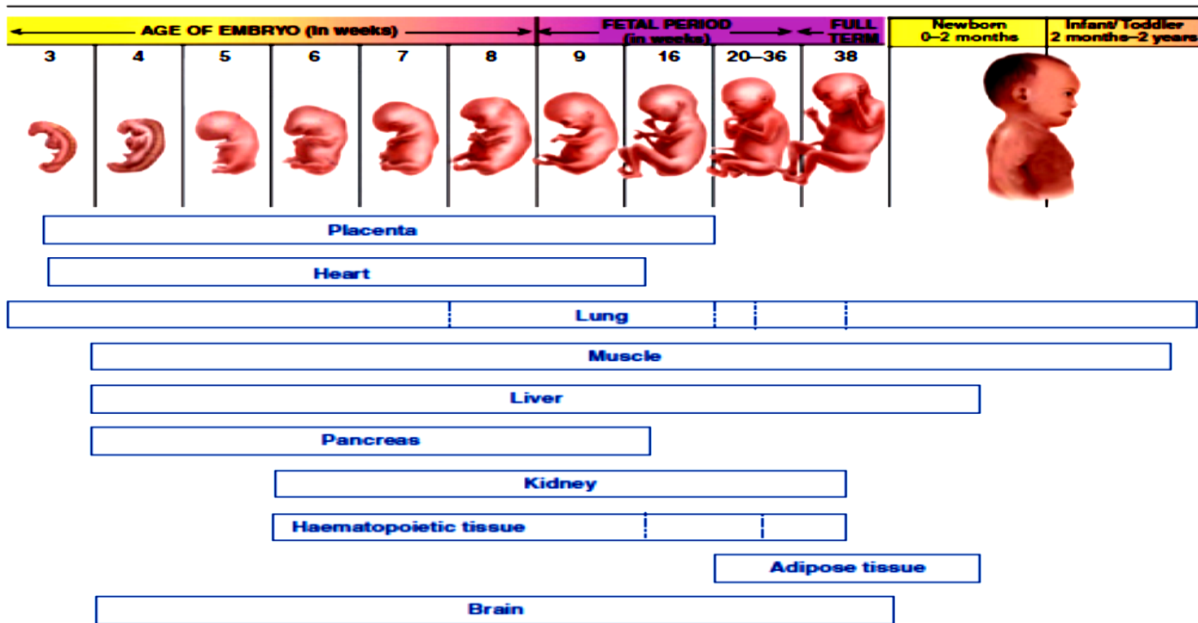 AGE OF EMBRYO (in weeks)
FETAL PERIOD
(in weeks)
FULL
TERM
Newborn
0–2 months
Infant/Toddler
2 months–2 years
3 4 5 6 7 8 9 16 20–36 38
Placenta
Heart
Lung
Muscle
Liver
Pancreas
Kidney
Haematopoietic tissue
Adipose tissue
Brain